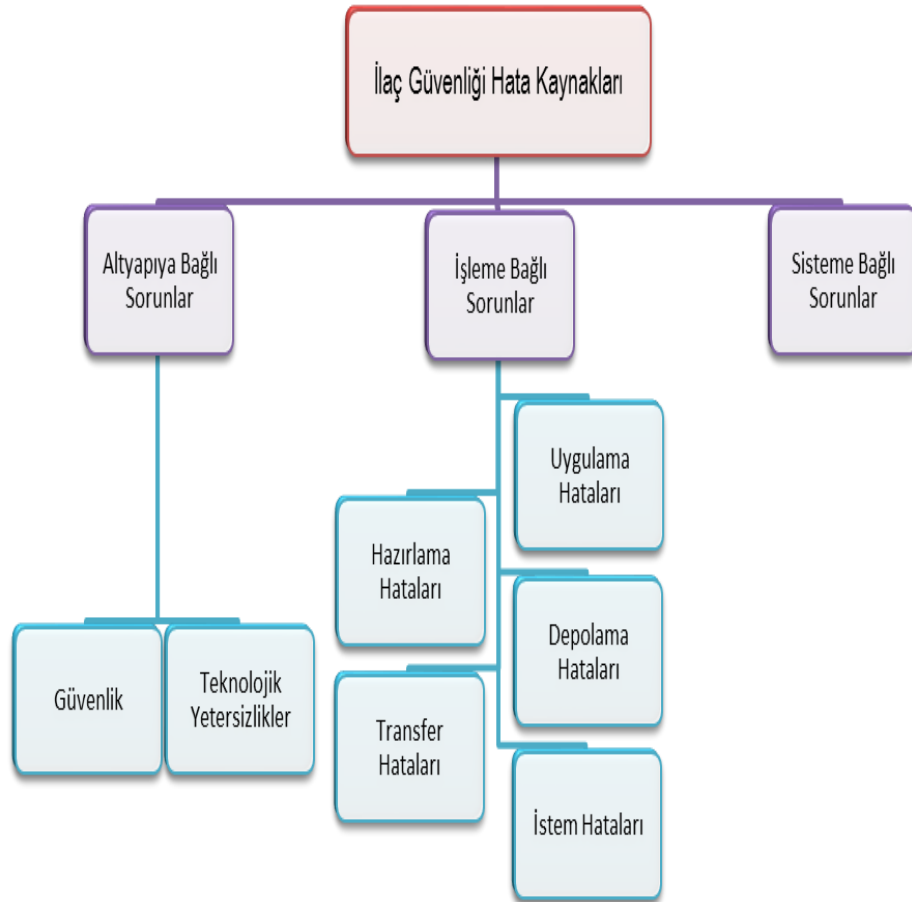 İlaç Güvenliği Hata Kaynakları
Altyapıya Bağlı
Sorunlar
İşleme Bağlı
Sorunlar
Sisteme Bağlı
Sorunlar
Uygulama
Hataları
Hazırlama
Hataları
Depolama
Hataları
Güvenlik
Teknolojik
Yetersizlikler
Transfer
Hataları
İstem Hataları